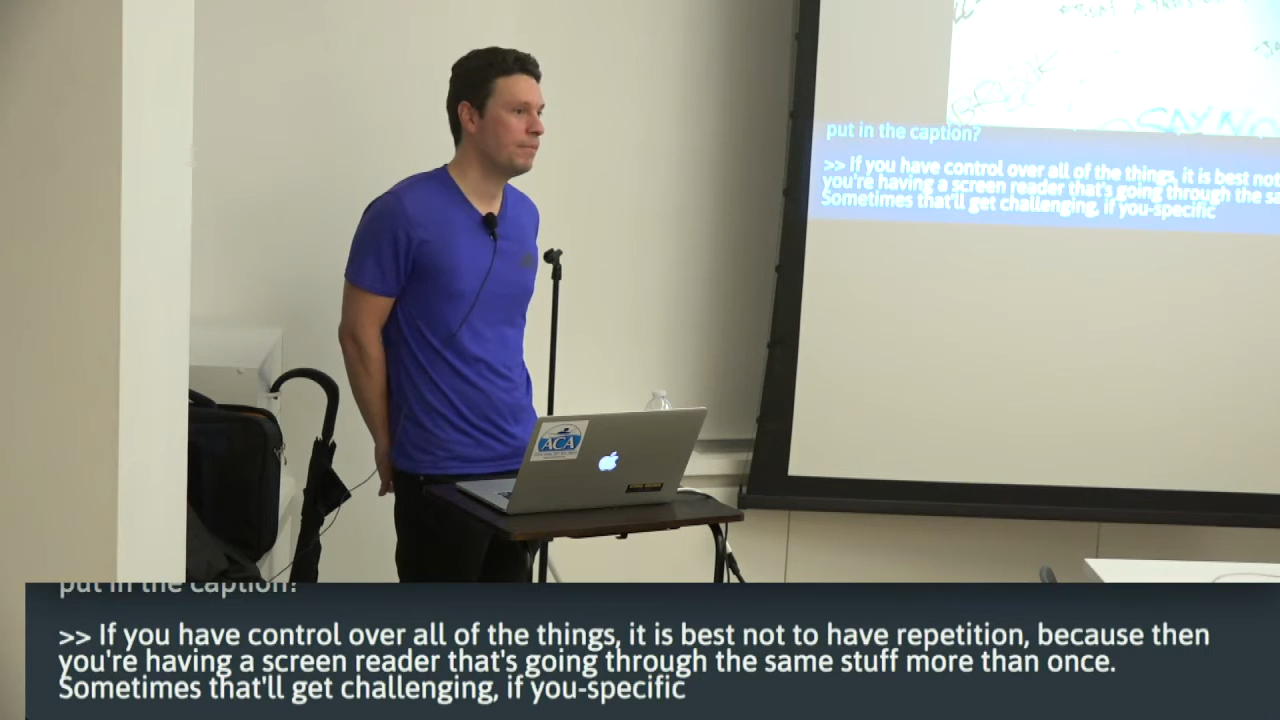 SAY NO
put in the caption?
>> If you have control over all of the things, it is best not
you're having a screen reader that's going through the sa
Sometimes that'll get challenging, if you-specific
ACA
put in the caption?
>> If you have control over all of the things, it is best not to have repetition, because then
you're having a screen reader that's going through the same stuff more than once.
Sometimes that'll get challenging, if you-specific